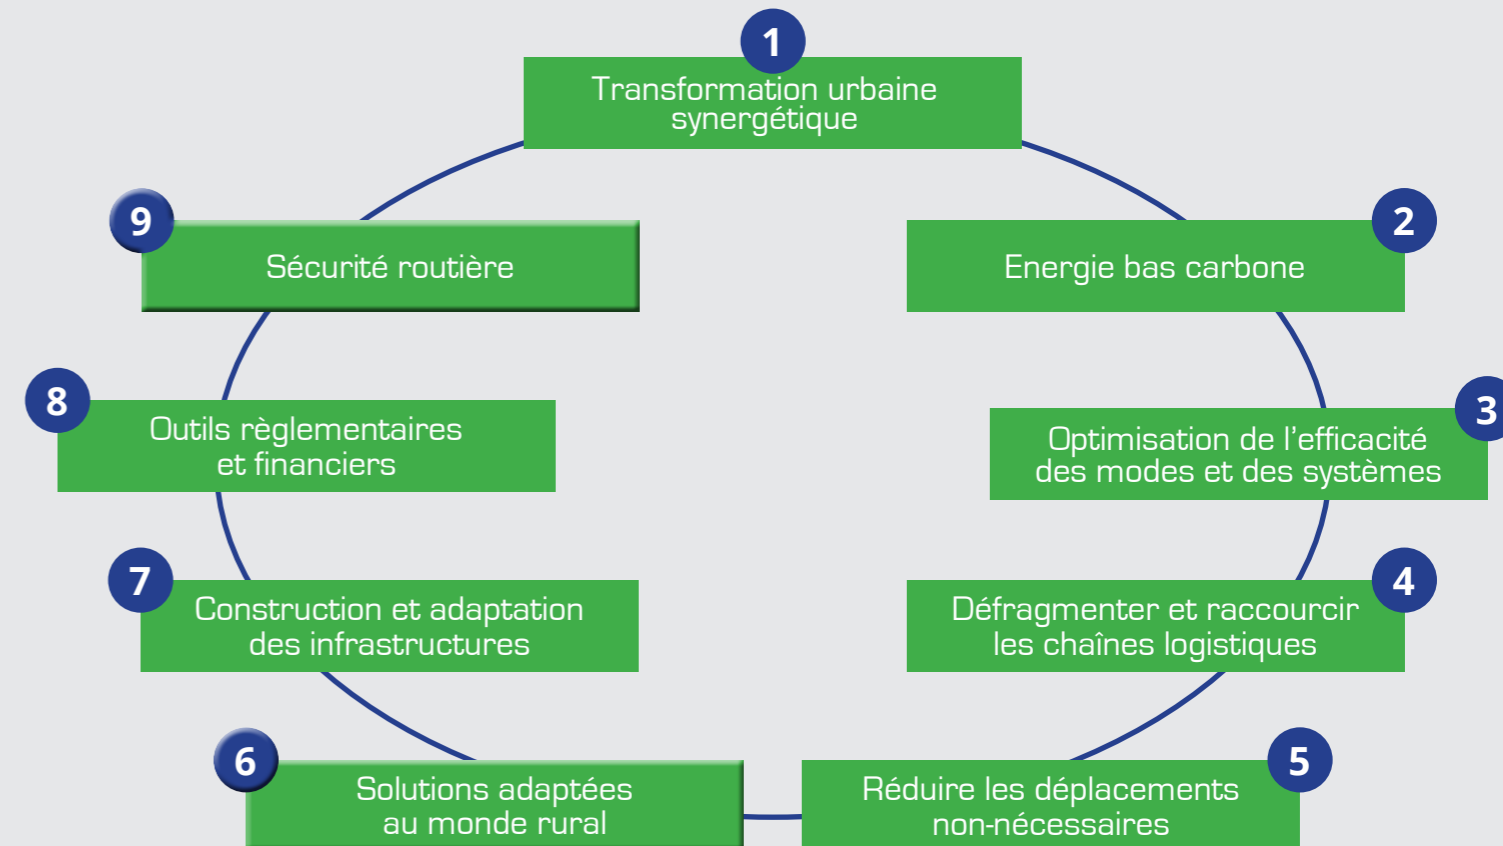 1
Transformation urbaine
synergétique
2
Energie bas carbone
3
Optimisation de l'efficacité
des modes et des systèmes
4
Défragmenter et raccourcir
les chaînes logistiques
5
Réduire les déplacements
non-nécessaires
6
Solutions adaptées
au monde rural
7
Construction et adaptation
des infrastructures
8
Outils règlementaires
et financiers
9
Sécurité routière